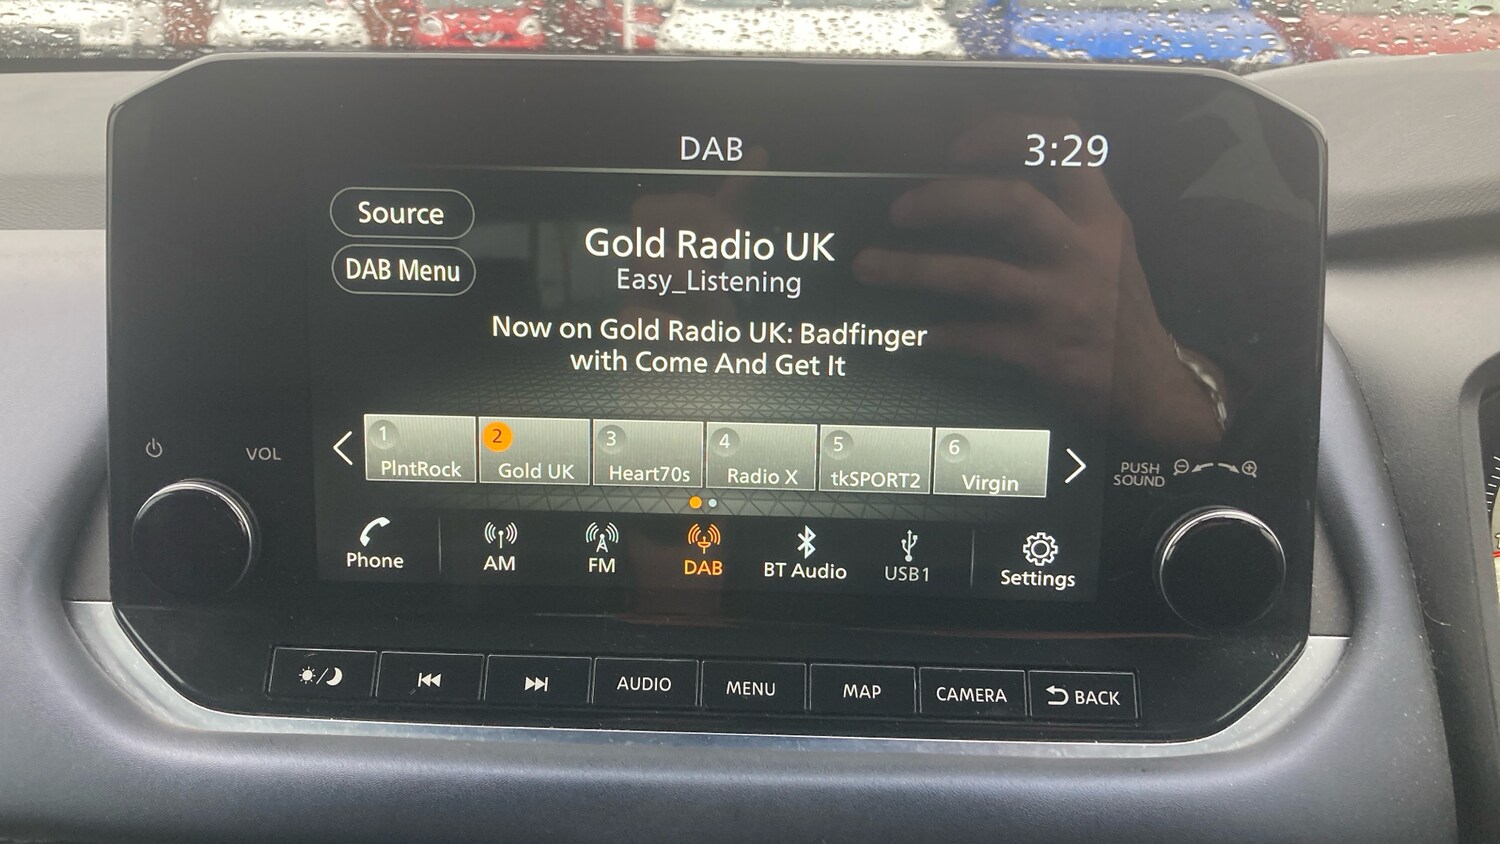 DAB
3:29
Source
DAB Menu
Gold Radio UK
Easy_Listening
Now on Gold Radio UK: Badfinger
with Come And Get It
1 PlntRock
2 Gold UK
3 Heart70s
4 Radio X
5 tkSPORT2
6 Virgin
VOL
PUSH
SOUND
Phone
AM
FM
DAB
BT Audio
USB1
Settings
AUDIO
MENU
MAP
CAMERA
BACK